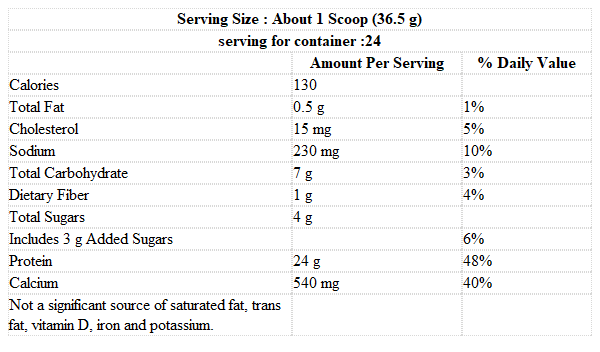 Serving Size : About 1 Scoop (36.5 g)
serving for container :24
Amount Per Serving % Daily Value
Calories 130
Total Fat 0.5 g 1%
Cholesterol 15 mg 5%
Sodium 230 mg 10%
Total Carbohydrate 7 g 3%
Dietary Fiber 1 g 4%
Total Sugars 4 g
Includes 3 g Added Sugars 6%
Protein 24 g 48%
Calcium 540 mg 40%
Not a significant source of saturated fat, trans
fat, vitamin D, iron and potassium.